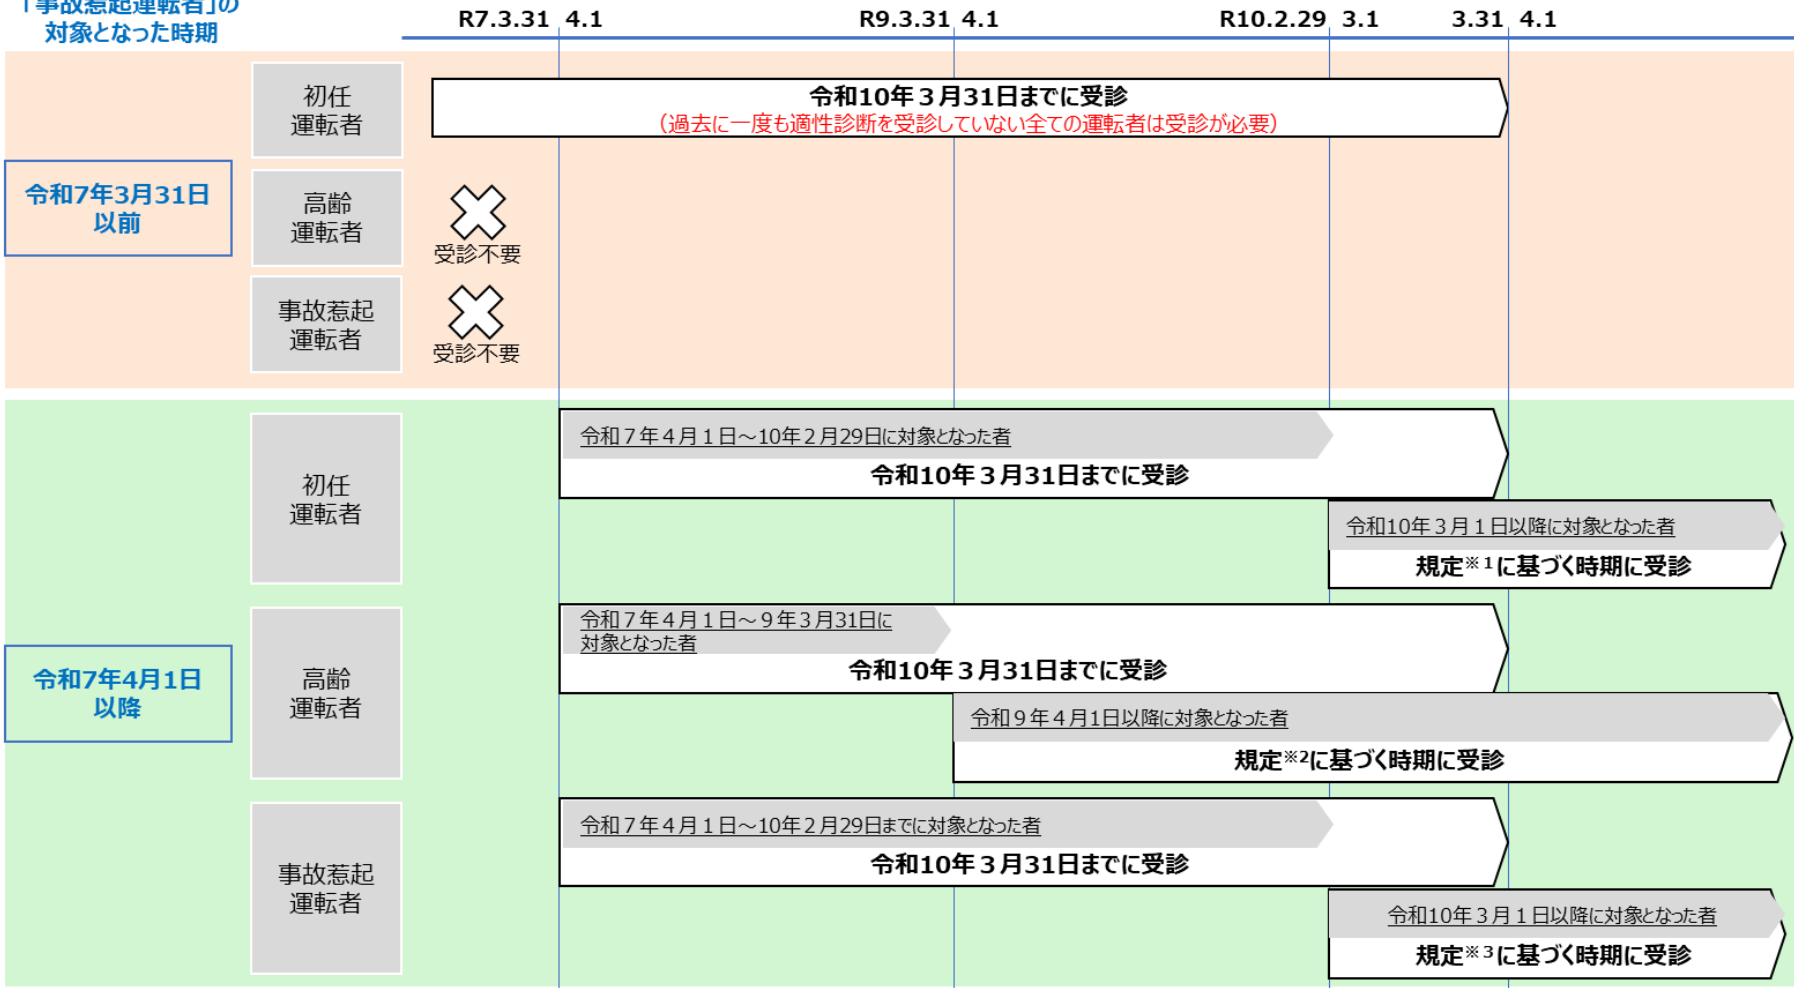 「事故惹起運転者」の
対象となった時期
R7.3.31 4.1 R9.3.31 4.1 R10.2.29 3.1 3.31 4.1
令和7年3月31日
以前
初任
運転者
令和10年３月31日までに受診
（過去に一度も適性診断を受診していない全ての運転者は受診が必要）
高齢
運転者
受診不要
事故惹起
運転者
受診不要
令和7年4月1日
以降
初任
運転者
令和７年４月１日～10年２月29日に対象となった者
令和10年３月31日までに受診
令和10年３月１日以降に対象となった者
規定※１に基づく時期に受診
高齢
運転者
令和７年４月１日～９年３月31日に
対象となった者
令和10年３月31日までに受診
令和９年４月1日以降に対象となった者
規定※2に基づく時期に受診
事故惹起
運転者
令和７年４月１日～10年２月29日までに対象となった者
令和10年３月31日までに受診
令和10年３月１日以降に対象となった者
規定※３に基づく時期に受診